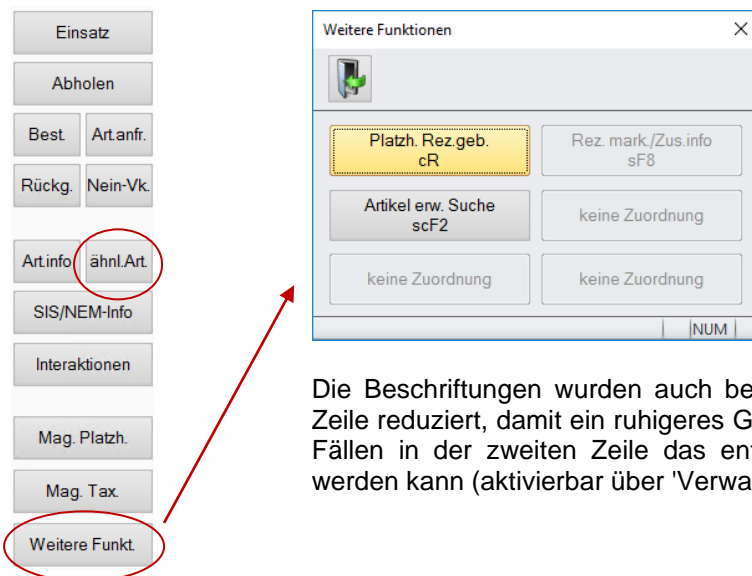 Einsatz
Abholen
Best. Art.anfr.
Rückg. Nein-Vk.
Art.info ähnl.Art.
SIS/NEM-Info
Interaktionen
Mag. Platzh.
Mag. Tax.
Weitere Funkt.
Weitere Funktionen
Platzh. Rez.geb.
cR
Rez. mark./Zus.info
sF8
Artikel erw. Suche
scF2
keine Zuordnung
keine Zuordnung
keine Zuordnung
NUM
Die Beschriftungen wurden auch be
Zeile reduziert, damit ein ruhigeres G
Fällen in der zweiten Zeile das en
werden kann (aktivierbar über 'Verwa